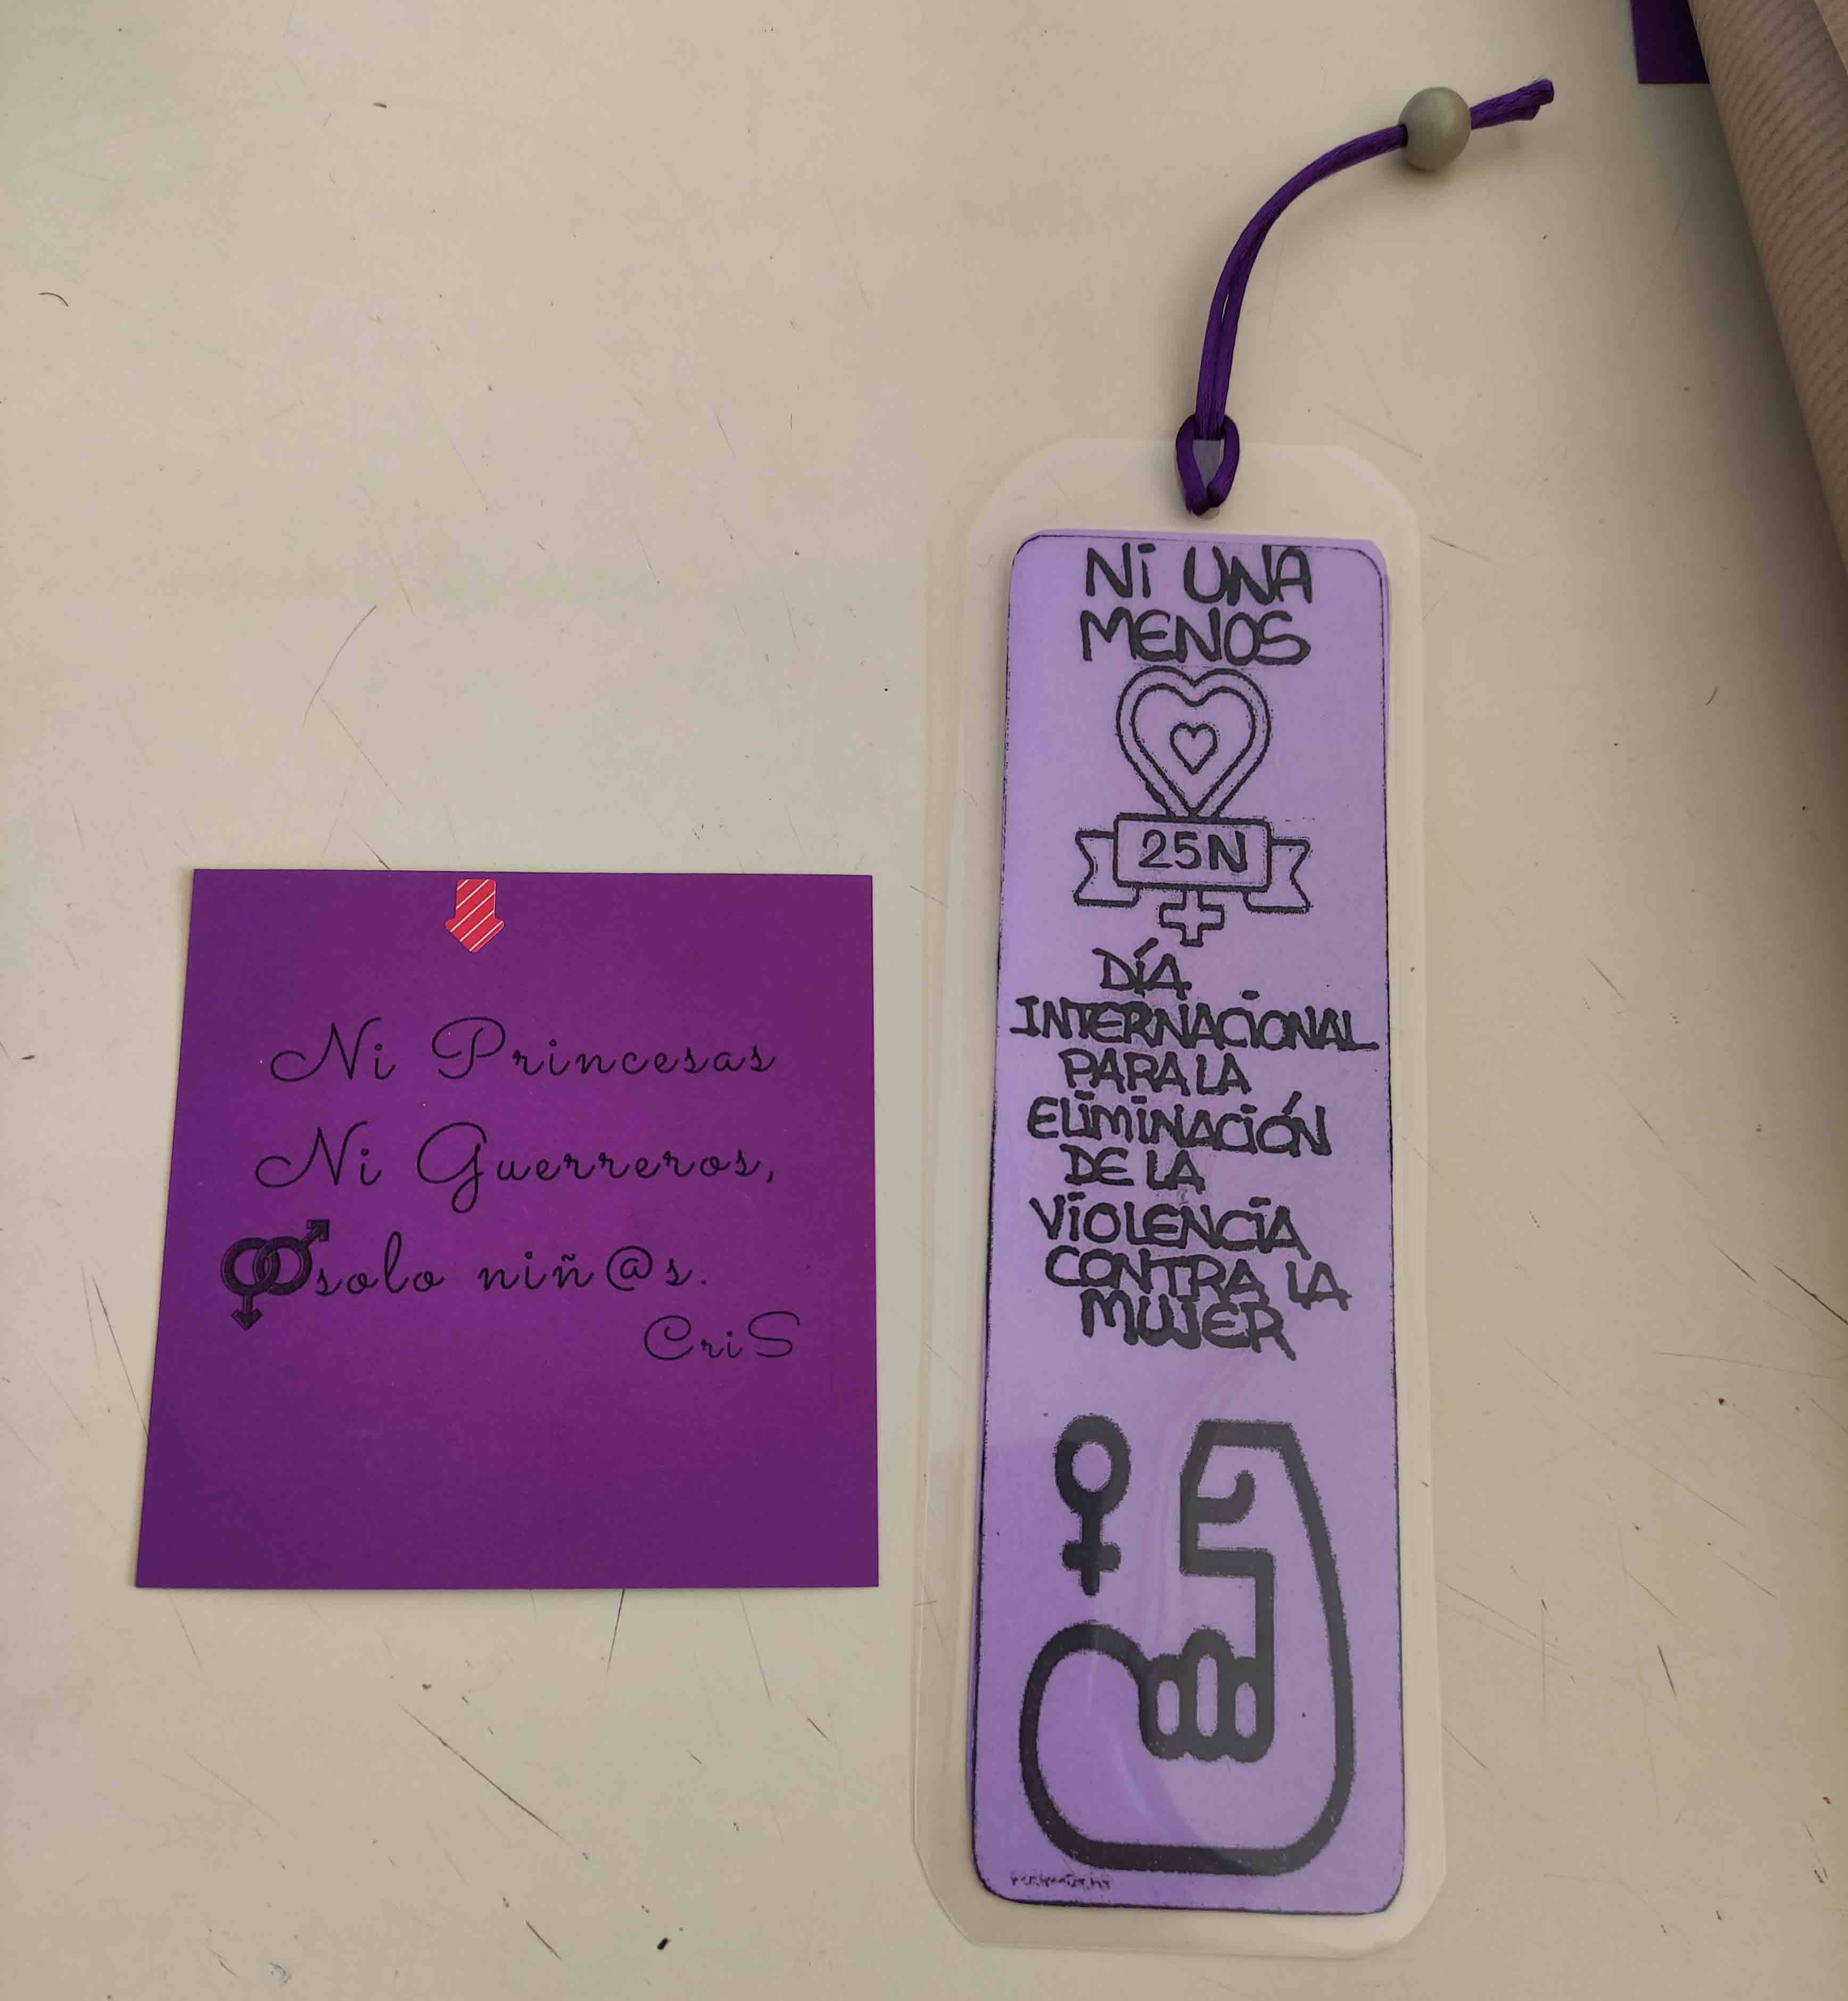 Ni Princesas
Ni Guerreros,
solo niñ@s.
CriS
Ni UNA
MENOS
25N
DÍA
INTERNACIONAL
PARA LA
ELIMINACIÓN
DE LA
VIOLENCIA
CONTRA LA
MUJER